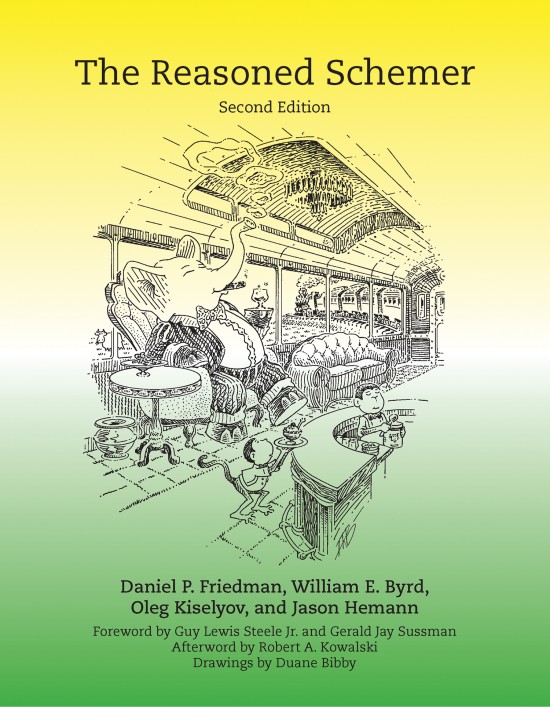 The Reasoned Schemer
Second Edition
Daniel P. Friedman, William E. Byrd,
Oleg Kiselyov, and Jason Hemann
Foreword by Guy Lewis Steele Jr. and Gerald Jay Sussman
Afterword by Robert A. Kowalski
Drawings by Duane Bibby